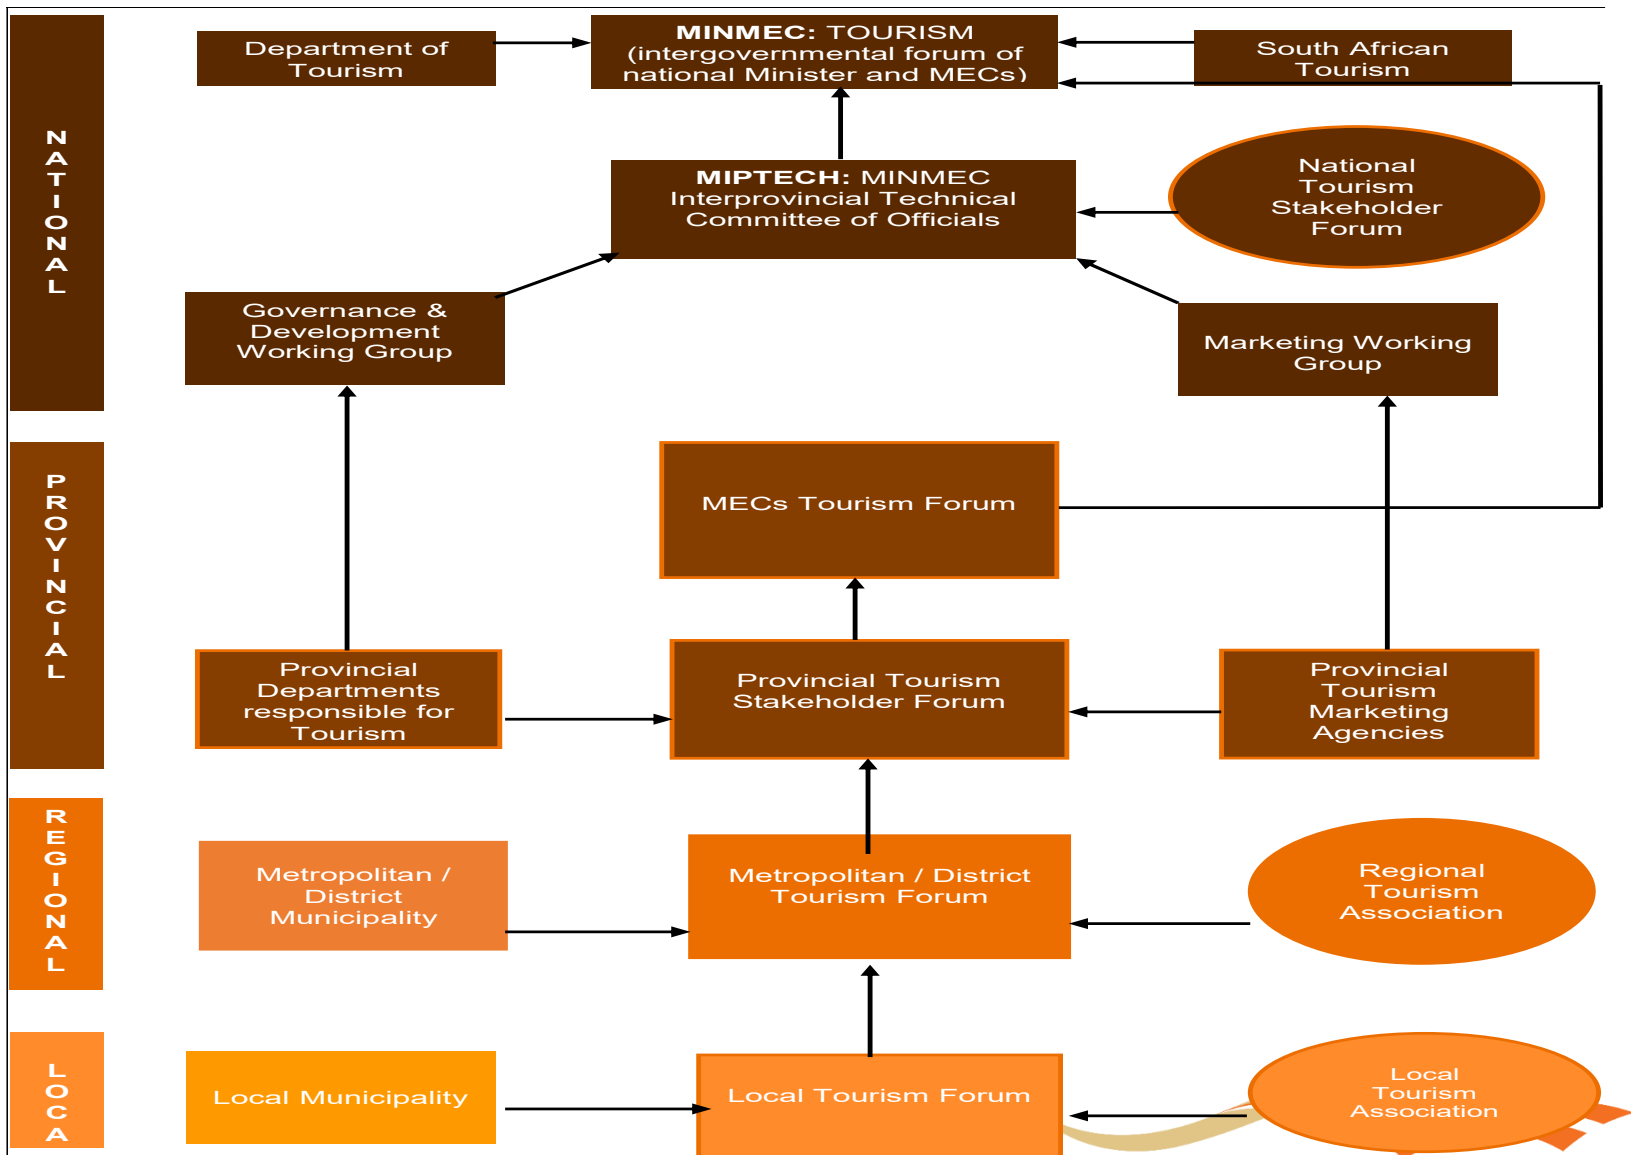 NATIONAL
Department of
Tourism
MINMEC: TOURISM
(intergovernmental forum of
national Minister and MECs)
South African
Tourism
MIPTECH: MINMEC
Interprovincial Technical
Committee of Officials
National
Tourism
Stakeholder
Forum
Governance &
Development
Working Group
Marketing Working
Group
PROVINCIAL
MECs Tourism Forum
Provincial
Departments
responsible for
Tourism
Provincial Tourism
Stakeholder Forum
Provincial
Tourism
Marketing
Agencies
REGIONAL
Metropolitan /
District
Municipality
Metropolitan / District
Tourism Forum
Regional
Tourism
Association
LOCA
Local Municipality
Local Tourism Forum
Local
Tourism
Association